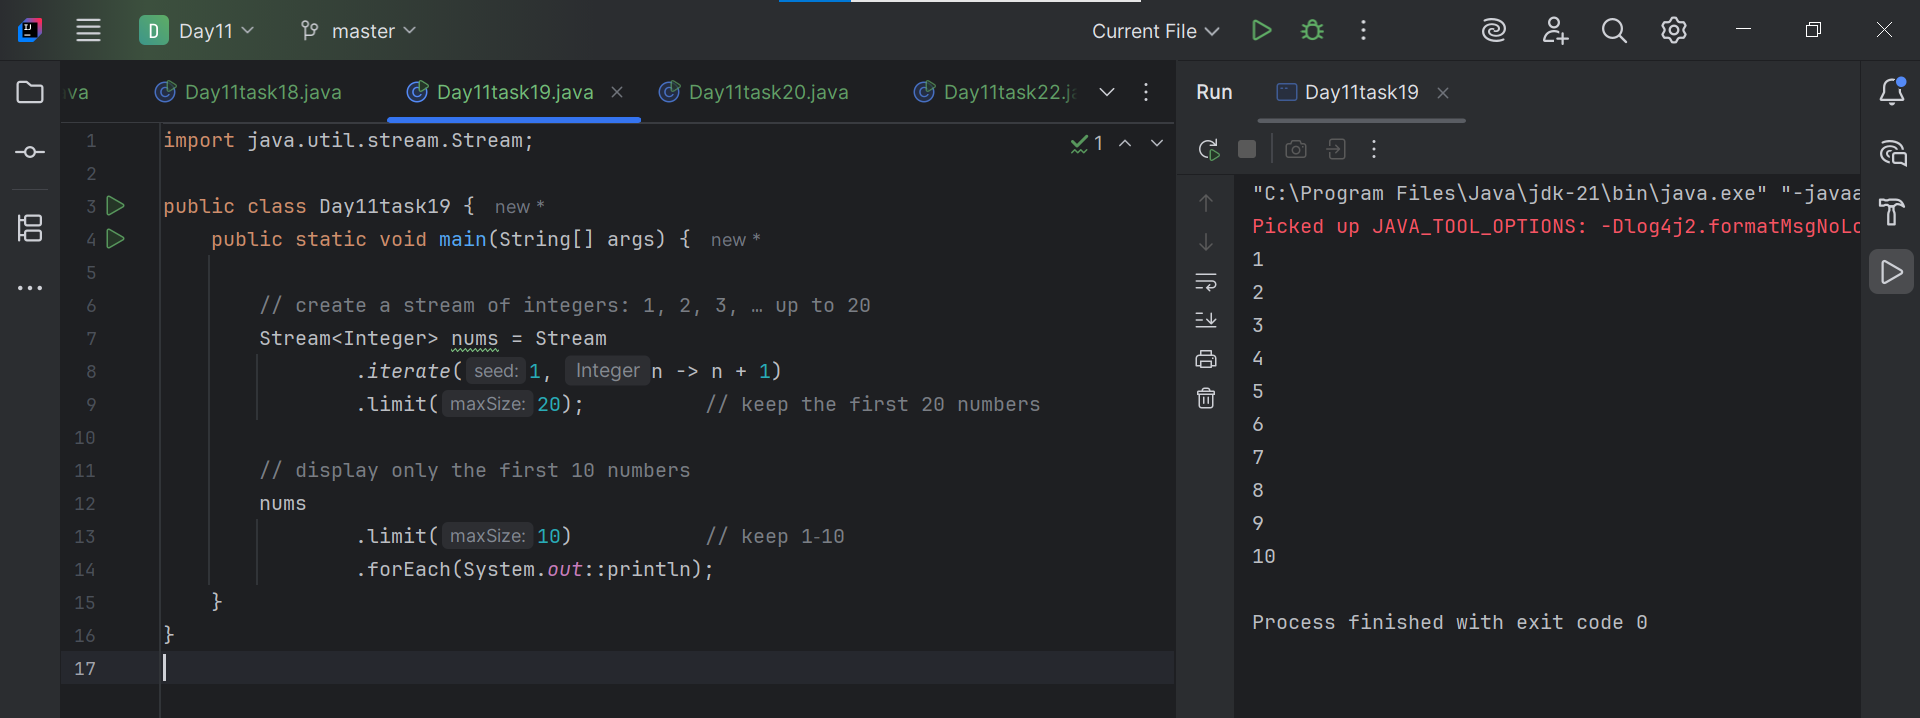 D Day11 master Current File
ava Day11task18.java Day11task19.java Day11task20.java Day11task22.j
Run Day11task19
1 import java.util.stream.Stream;
2
3 public class Day11task19 { new *
4 public static void main(String[] args) { new *
5
6 // create a stream of integers: 1, 2, 3, … up to 20
7 Stream<Integer> nums = Stream
8 .iterate( seed: 1, Integer n -> n + 1)
9 .limit( maxSize: 20); // keep the first 20 numbers
10
11 // display only the first 10 numbers
12 nums
13 .limit( maxSize: 10) // keep 1-10
14 .forEach(System.out::println);
15 }
16 }
17
1
"C:\Program Files\Java\jdk-21\bin\java.exe" "-javaa
Picked up JAVA_TOOL_OPTIONS: -Dlog4j2.formatMsgNoLo
1
2
3
4
5
6
7
8
9
10
Process finished with exit code 0